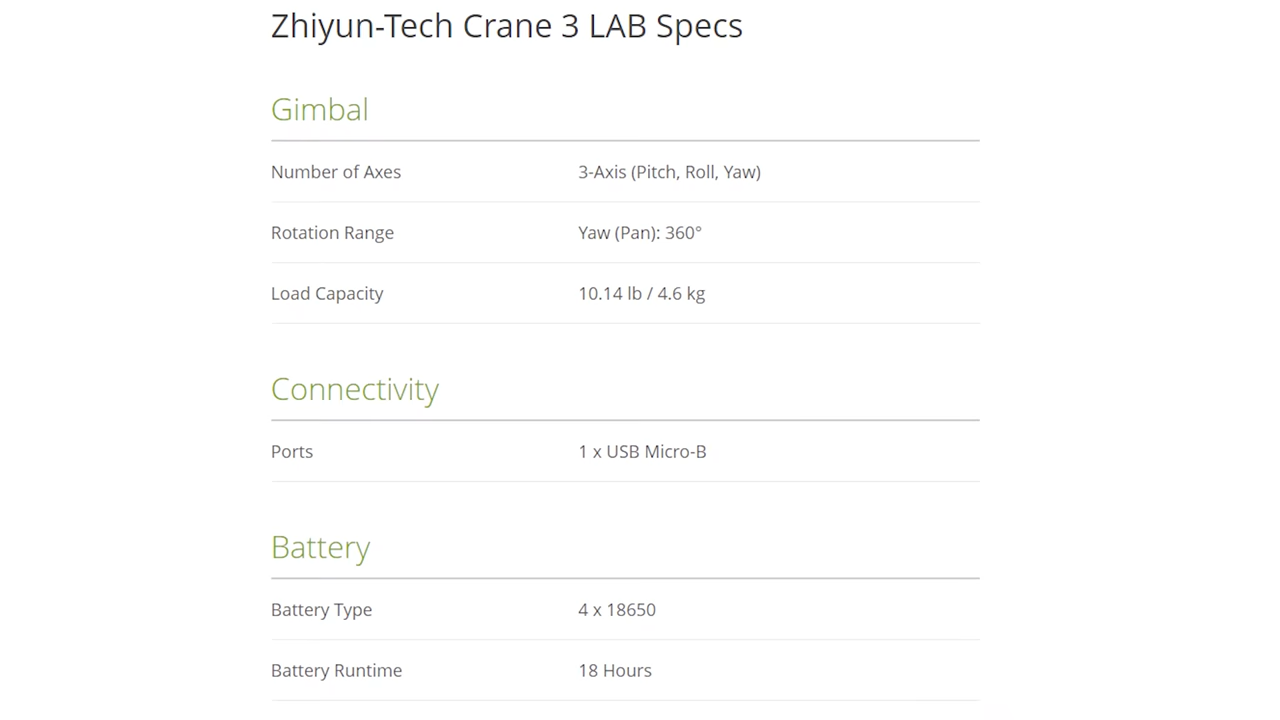 Zhiyun-Tech Crane 3 LAB Specs
Gimbal
Number of Axes 3-Axis (Pitch, Roll, Yaw)
Rotation Range Yaw (Pan): 360°
Load Capacity 10.14 lb / 4.6 kg
Connectivity
Ports 1 x USB Micro-B
Battery
Battery Type 4 x 18650
Battery Runtime 18 Hours